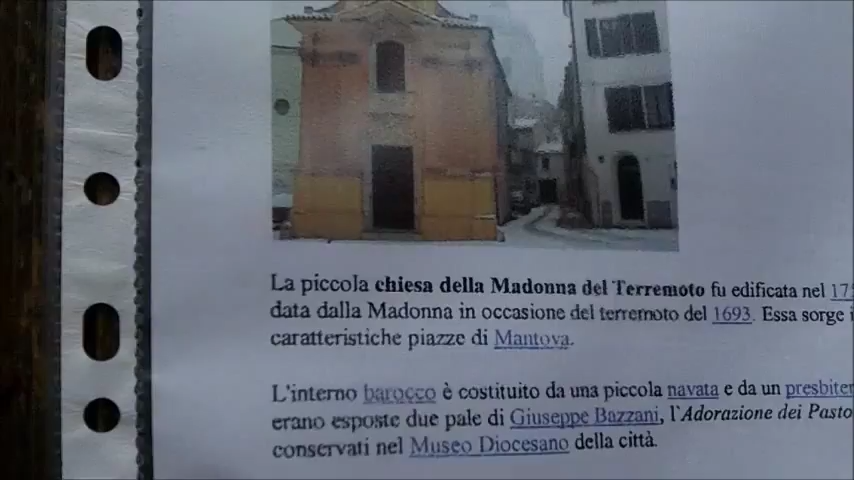 La piccola chiesa della Madonna del Terremoto fu edificata nel
data dalla Madonna in occasione del terremoto del 1693. Essa sorge
caratteristiche piazze di Mantova.
L'interno barocco è costituito da una piccola navata e da un
erano esposte due pale di Giuseppe Bazzani, l'Adorazione dei
conservati nel Museo Diocesano della città.